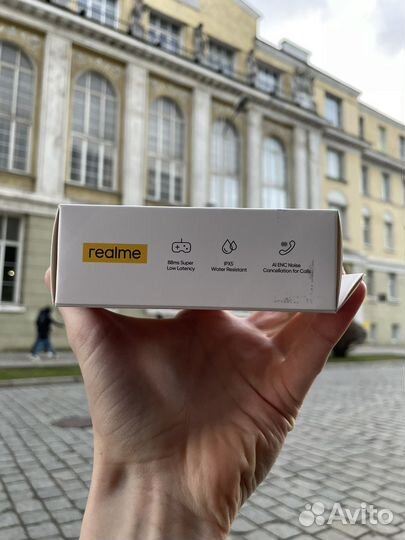 realme
88ms Super
Low Latency
IPX5
Water Resistant
AI ENC Noise
Cancellation for Calls
Avito